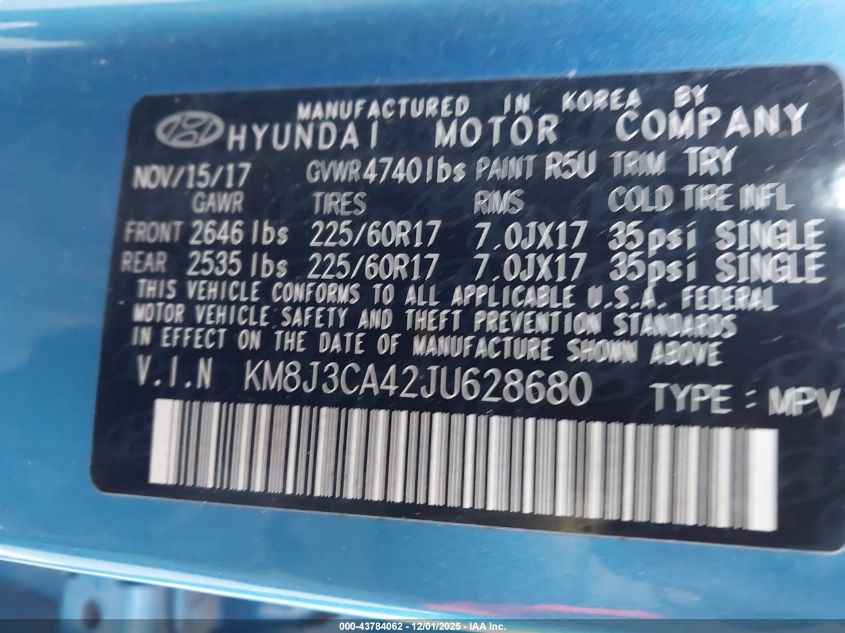 MANUFACTURED IN KOREA BY
HYUNDAI MOTOR COMPANY
NOV/15/17 GVWR 4740 lbs PAINT R5U TRIM TRY
GAWR TIRES RIMS COLD TIRE INFL
FRONT 2646 lbs 225/60R17 7.0JX17 35psi SINGLE
REAR 2535 lbs 225/60R17 7.0JX17 35psi SINGLE
THIS VEHICLE CONFORMS TO ALL APPLICABLE U.S.A. FEDERAL
MOTOR VEHICLE SAFETY AND THEFT PREVENTION STANDARDS
IN EFFECT ON THE DATE OF MANUFACTURE SHOWN ABOVE
V.I.N KM8J3CA42JU628680 TYPE : MPV
000-43784062 - 12/01/2025 - IAA Inc.